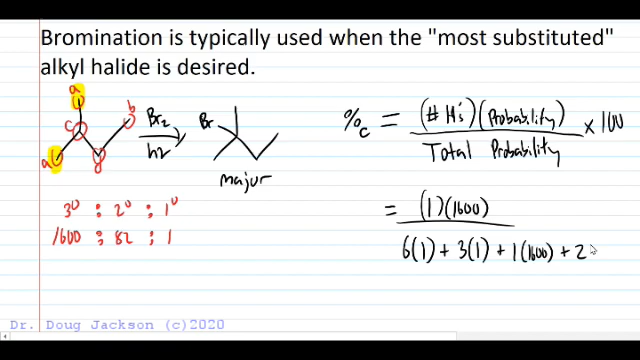 Bromination is typically used when the "most substituted"
alkyl halide is desired.
a
b
c
a
Br₂
hν
Br
major
%c = (# H's)(Probability) / Total Probability × 100
3° : 2° : 1°
1600 : 82 : 1
= (1)(1600) / 6(1) + 3(1) + 1(1600) + 2
Dr. Doug Jackson (c)2020